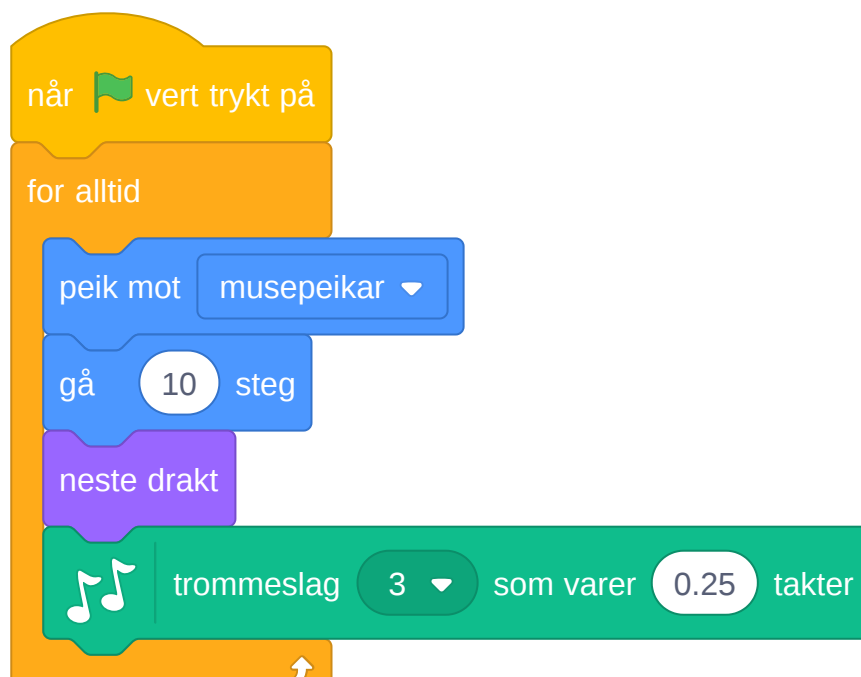 når vert trykt på
for alltid
peik mot musepeikar
gå 10 steg
neste drakt
trommeslag 3 som varer 0.25 takter